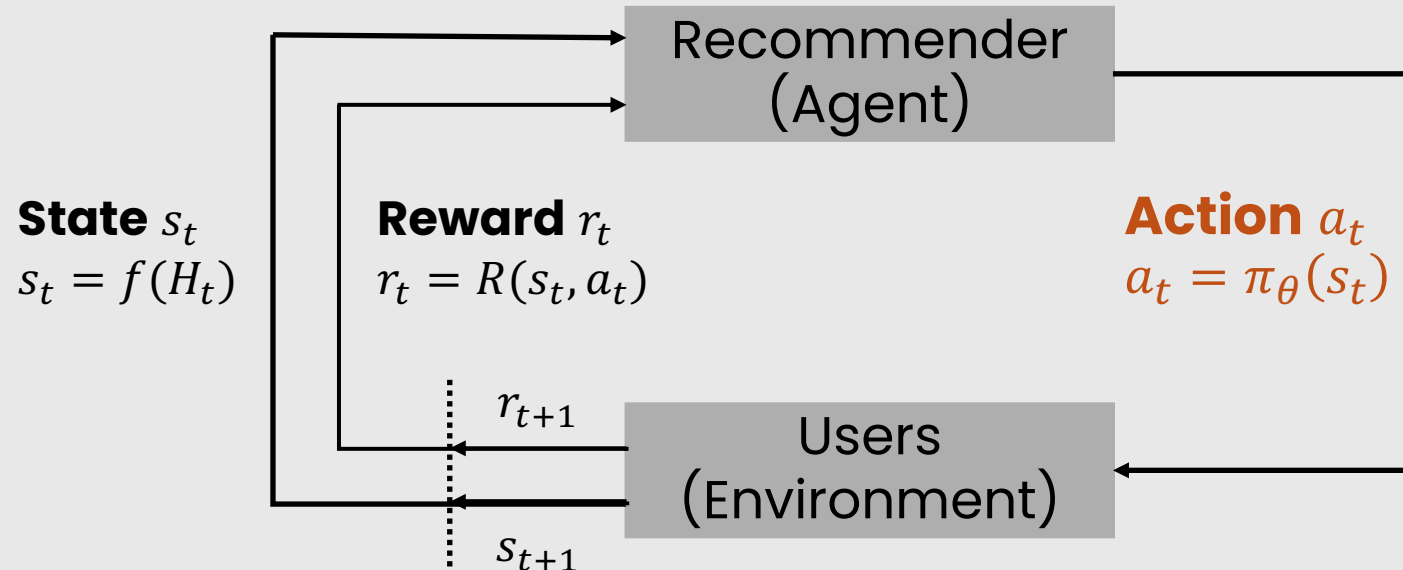 Recommender
(Agent)
State s_t
s_t = f(H_t)
Reward r_t
r_t = R(s_t, a_t)
Action a_t
a_t = π_θ(s_t)
r_{t+1}
Users
(Environment)
s_{t+1}